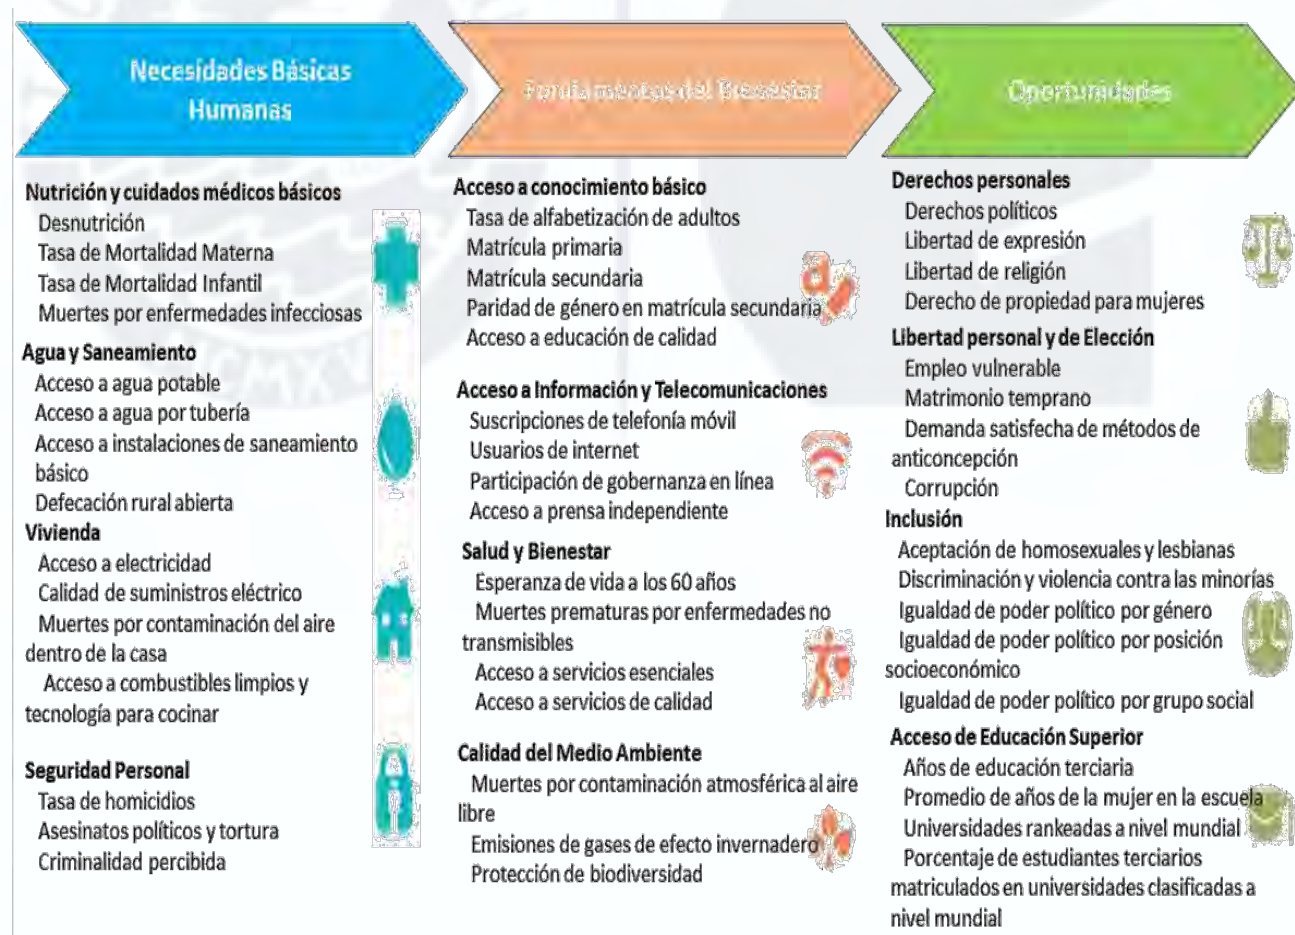 Necesidades Básicas
Humanas
Fundamentos del Bienestar
Oportunidades
Nutrición y cuidados médicos básicos
Desnutrición
Tasa de Mortalidad Materna
Tasa de Mortalidad Infantil
Muertes por enfermedades infecciosas
Agua y Saneamiento
Acceso a agua potable
Acceso a agua por tubería
Acceso a instalaciones de saneamiento
básico
Defecación rural abierta
Vivienda
Acceso a electricidad
Calidad de suministros eléctrico
Muertes por contaminación del aire
dentro de la casa
Acceso a combustibles limpios y
tecnología para cocinar
Seguridad Personal
Tasa de homicidios
Asesinatos políticos y tortura
Criminalidad percibida
Acceso a conocimiento básico
Tasa de alfabetización de adultos
Matrícula primaria
Matrícula secundaria
Paridad de género en matrícula secundaria
Acceso a educación de calidad
Acceso a Información y Telecomunicaciones
Suscripciones de telefonía móvil
Usuarios de internet
Participación de gobernanza en línea
Acceso a prensa independiente
Salud y Bienestar
Esperanza de vida a los 60 años
Muertes prematuras por enfermedades no
transmisibles
Acceso a servicios esenciales
Acceso a servicios de calidad
Calidad del Medio Ambiente
Muertes por contaminación atmosférica al aire
libre
Emisiones de gases de efecto invernadero
Protección de biodiversidad
Derechos personales
Derechos políticos
Libertad de expresión
Libertad de religión
Derecho de propiedad para mujeres
Libertad personal y de Elección
Empleo vulnerable
Matrimonio temprano
Demanda satisfecha de métodos de
anticoncepción
Corrupción
Inclusión
Aceptación de homosexuales y lesbianas
Discriminación y violencia contra las minorías
Igualdad de poder político por género
Igualdad de poder político por posición
socioeconómico
Igualdad de poder político por grupo social
Acceso de Educación Superior
Años de educación terciaria
Promedio de años de la mujer en la escuela
Universidades rankeadas a nivel mundial
Porcentaje de estudiantes terciarios
matriculados en universidades clasificadas a
nivel mundial